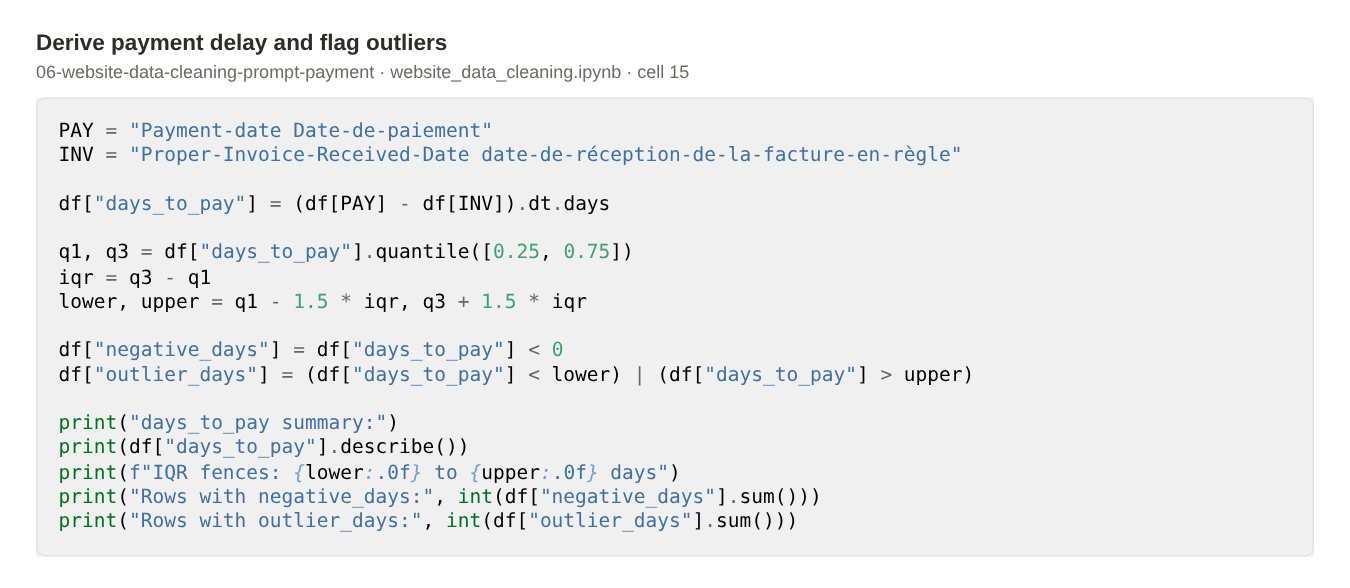 Derive payment delay and flag outliers
06-website-data-cleaning-prompt-payment · website_data_cleaning.ipynb · cell 15
PAY = "Payment-date Date-de-paiement"
INV = "Proper-Invoice-Received-Date date-de-réception-de-la-facture-en-règle"
df["days_to_pay"] = (df[PAY] - df[INV]).dt.days
q1, q3 = df["days_to_pay"].quantile([0.25, 0.75])
iqr = q3 - q1
lower, upper = q1 - 1.5 * iqr, q3 + 1.5 * iqr
df["negative_days"] = df["days_to_pay"] < 0
df["outlier_days"] = (df["days_to_pay"] < lower) | (df["days_to_pay"] > upper)
print("days_to_pay summary:")
print(df["days_to_pay"].describe())
print(f"IQR fences: {lower:.0f} to {upper:.0f} days")
print("Rows with negative_days:", int(df["negative_days"].sum()))
print("Rows with outlier_days:", int(df["outlier_days"].sum()))